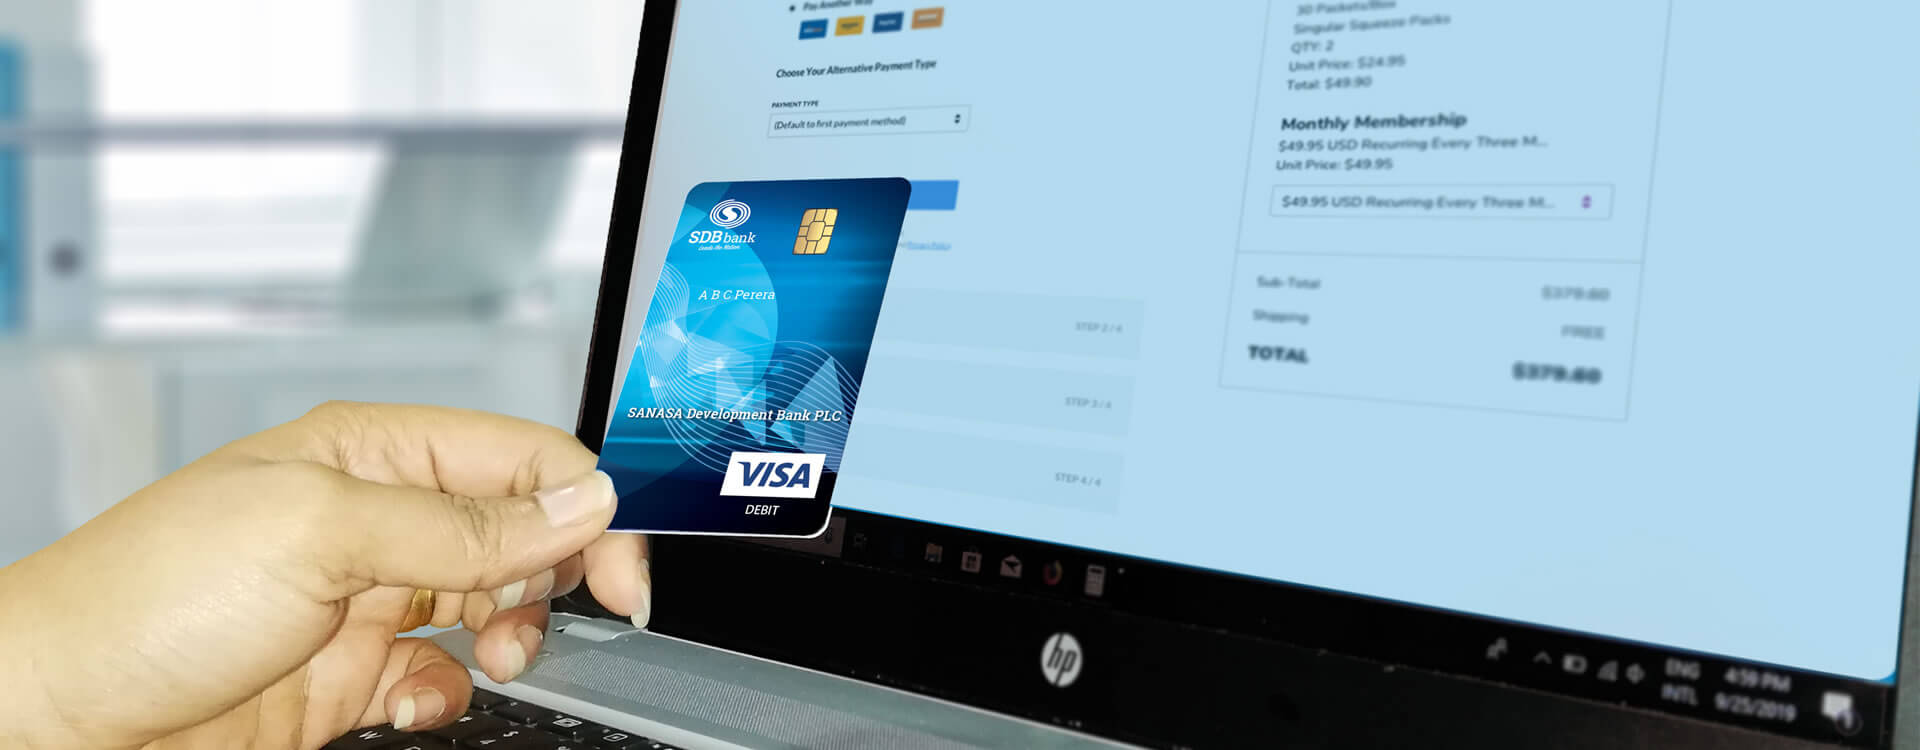 Pay Another Way
Choose Your Alternative Payment Type
PAYMENT TYPE
(Default to first payment method)
STEP 2 / 4
STEP 3 / 4
STEP 4 / 4
30 Packets/Box
Singular Squeeze Packs
QTY: 2
Unit Price: $24.95
Total: $49.90
Monthly Membership
$49.95 USD Recurring Every Three M...
Unit Price: $49.95
$49.95 USD Recurring Every Three M...
Sub-Total $379.60
Shipping FREE
TOTAL $379.60
SDB bank
A B C Perera
SANASA Development Bank PLC
VISA
DEBIT
hp
ENG
INTL
4:59 PM
9/25/2019
W